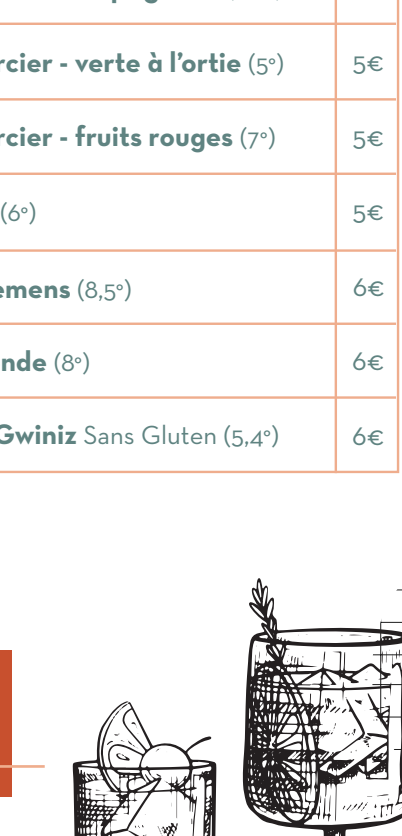 rcier - verte à l’ortie (5°) 5€
rcier - fruits rouges (7°) 5€
(6°) 5€
emens (8,5°) 6€
nde (8°) 6€
Gwiniz Sans Gluten (5,4°) 6€